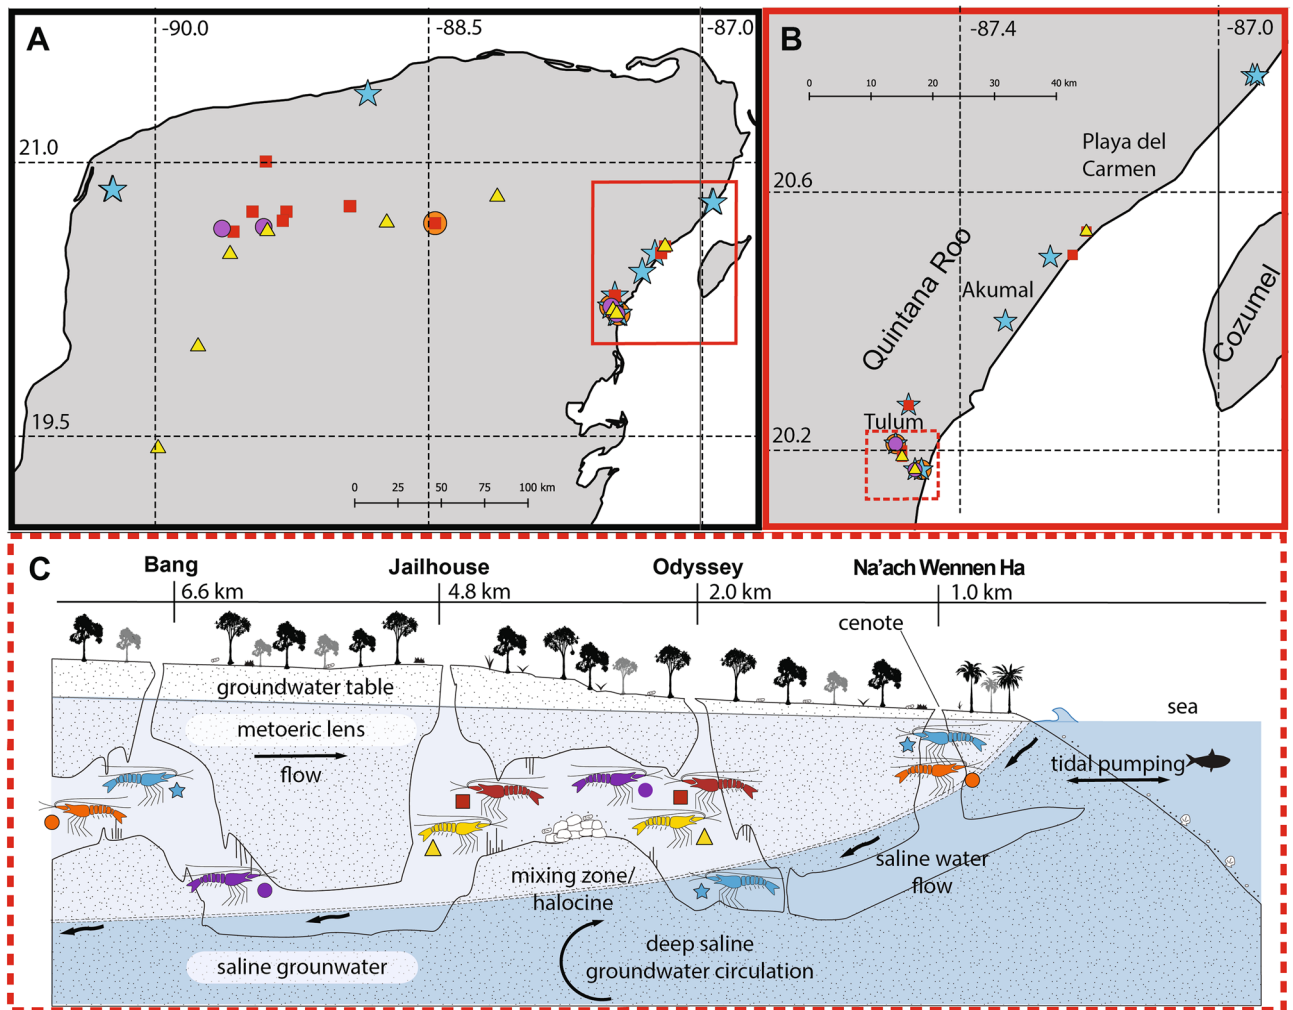 A
-90.0
-88.5
-87.0
21.0
19.5
0 25 50 75 100 km
B
-87.4
-87.0
0 10 20 30 40 km
Playa del
Carmen
20.6
Quintana Roo
Akumal
Cozumel
Tulum
20.2
C
Bang
Jailhouse
Odyssey
Na'ach Wennen Ha
6.6 km
4.8 km
2.0 km
1.0 km
cenote
groundwater table
sea
metoeric lens
flow
tidal pumping
saline water
flow
mixing zone/
halocine
deep saline
groundwater circulation
saline grounwater